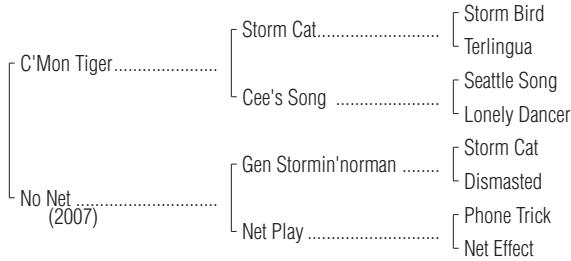 Storm Bird
Storm Cat.......................................
Terlingua
C'Mon Tiger.......................
Seattle Song
Cee's Song .......................
Lonely Dancer
Storm Cat
Gen Stormin'norman ........
Dismasted
No Net ...............................
(2007)
Phone Trick
Net Play .............................
Net Effect